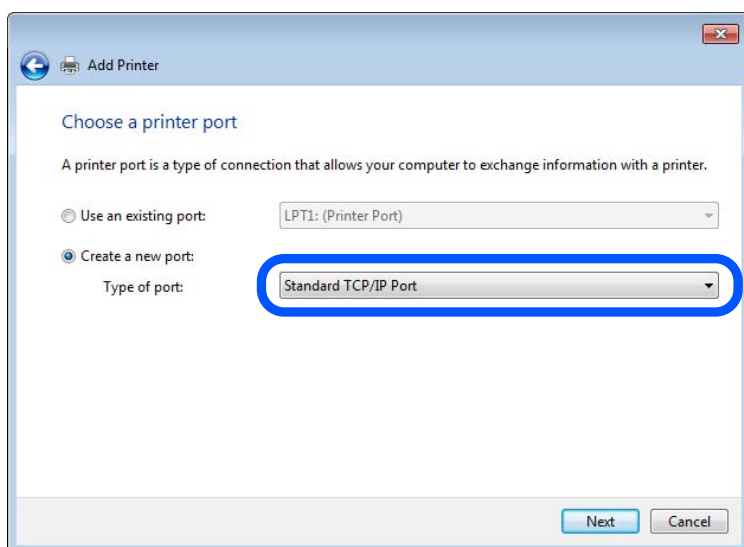 Add Printer
Choose a printer port
A printer port is a type of connection that allows your computer to exchange information with a printer.
Use an existing port: LPT1: (Printer Port)
Create a new port:
Type of port: Standard TCP/IP Port
Next Cancel